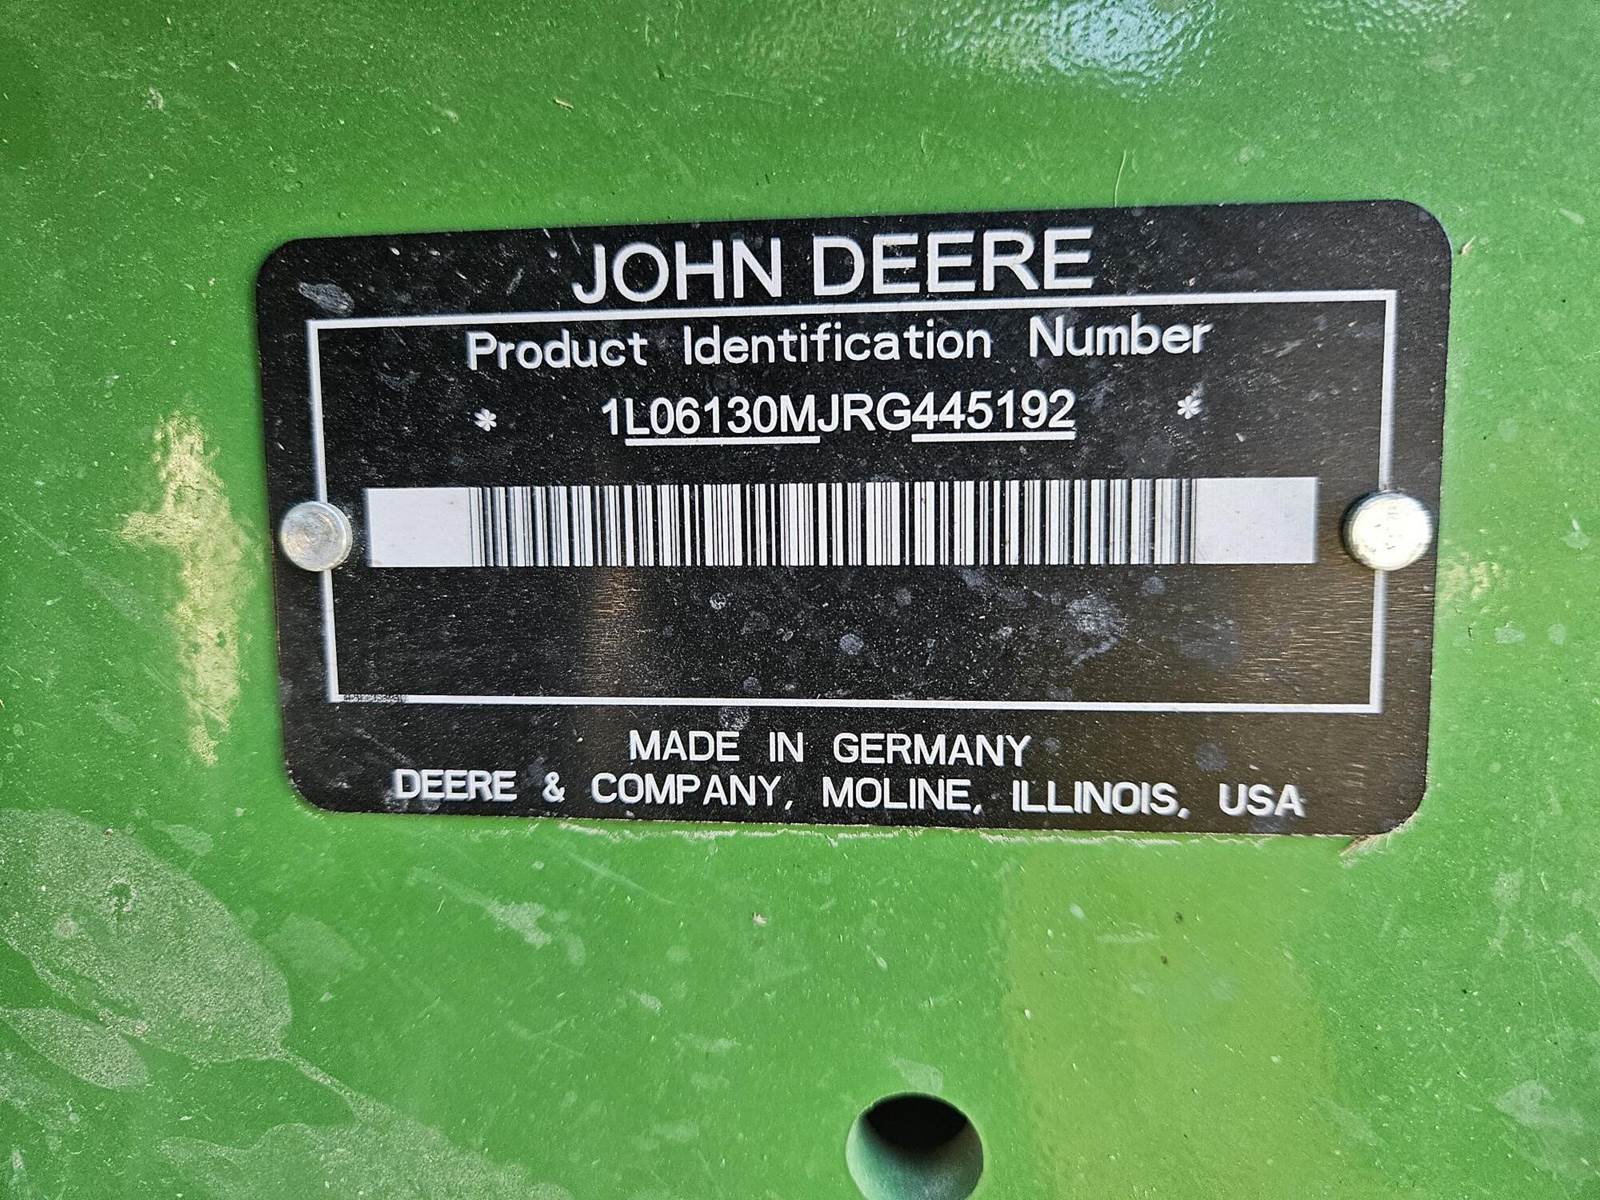 JOHN DEERE
Product Identification Number
* 1L06130MJRG445192 *
MADE IN GERMANY
DEERE & COMPANY, MOLINE, ILLINOIS, USA